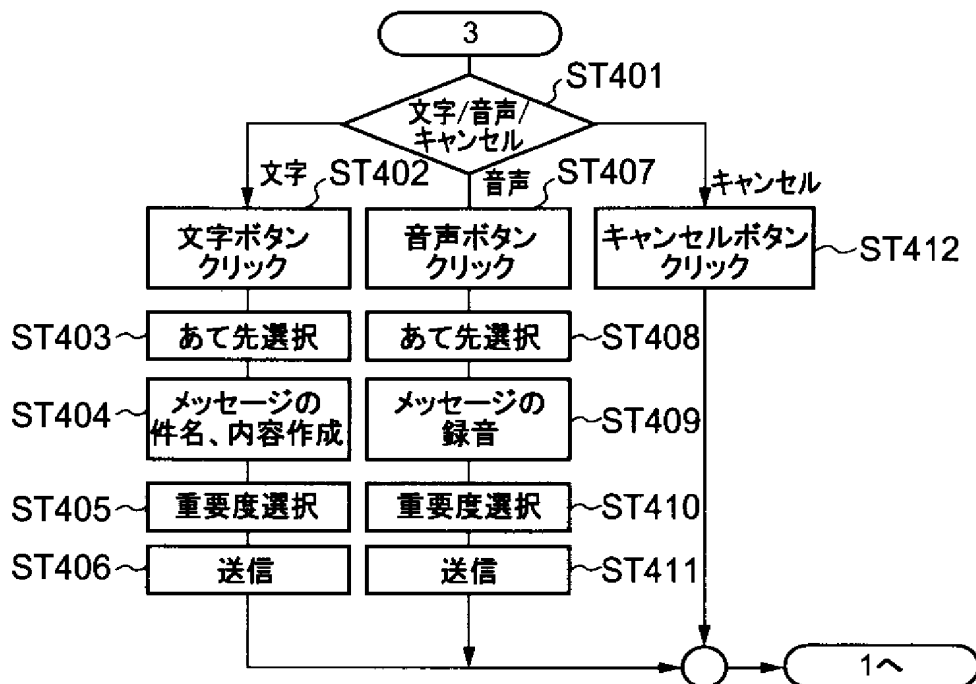 3
ST401
文字/音声/
キャンセル
文字
ST402
音声
ST407
キャンセル
文字ボタン
クリック
音声ボタン
クリック
キャンセルボタン
クリック
ST412
ST403
あて先選択
あて先選択
ST408
ST404
メッセージの
件名、内容作成
メッセージの
録音
ST409
ST405
重要度選択
重要度選択
ST410
ST406
送信
送信
ST411
1へ